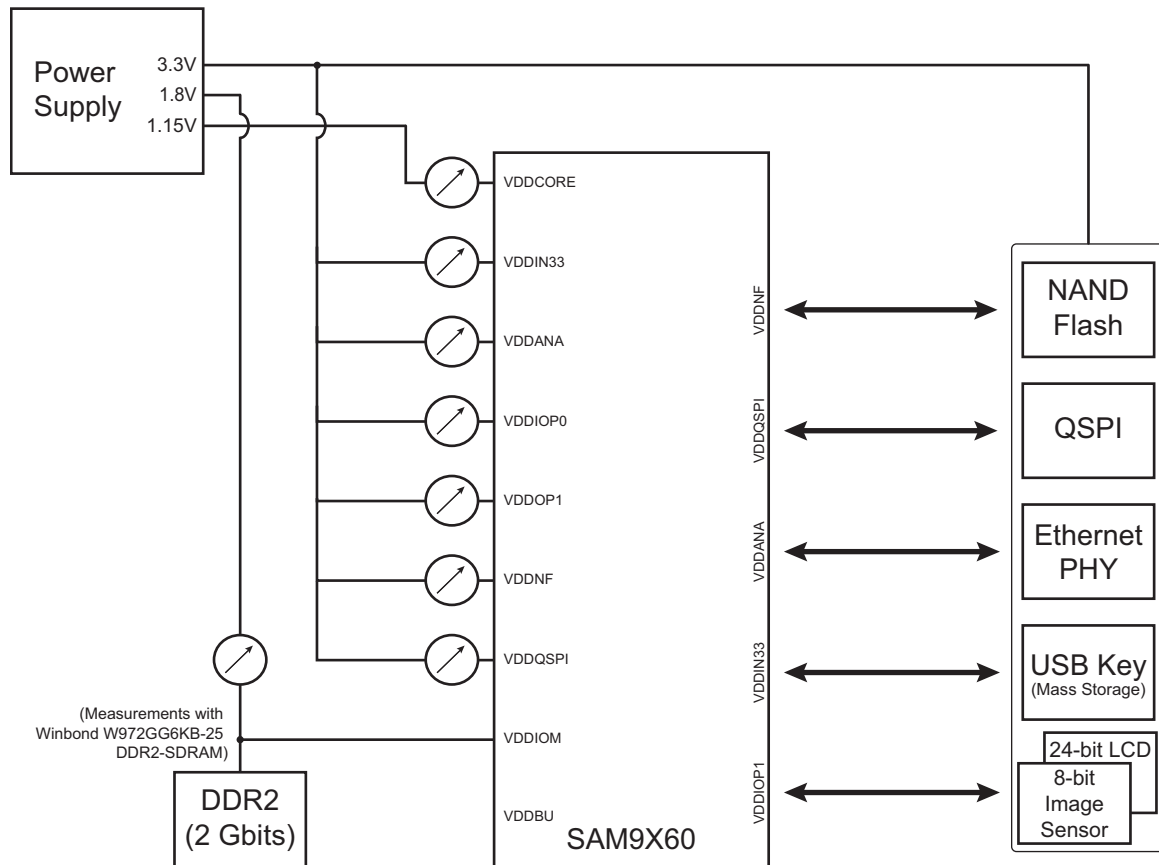 Power
Supply
3.3V
1.8V
1.15V
VDDCORE
VDDIN33
VDDANA
VDDIOP0
VDDOP1
VDDNF
VDDQSPI
VDDIOM
VDDBU
(Measurements with
Winbond W972GG6KB-25
DDR2-SDRAM)
DDR2
(2 Gbits)
SAM9X60
VDDNF
VDDQSPI
VDDANA
VDDIN33
VDDIOP1
NAND
Flash
QSPI
Ethernet
PHY
USB Key
(Mass Storage)
24-bit LCD
8-bit
Image
Sensor